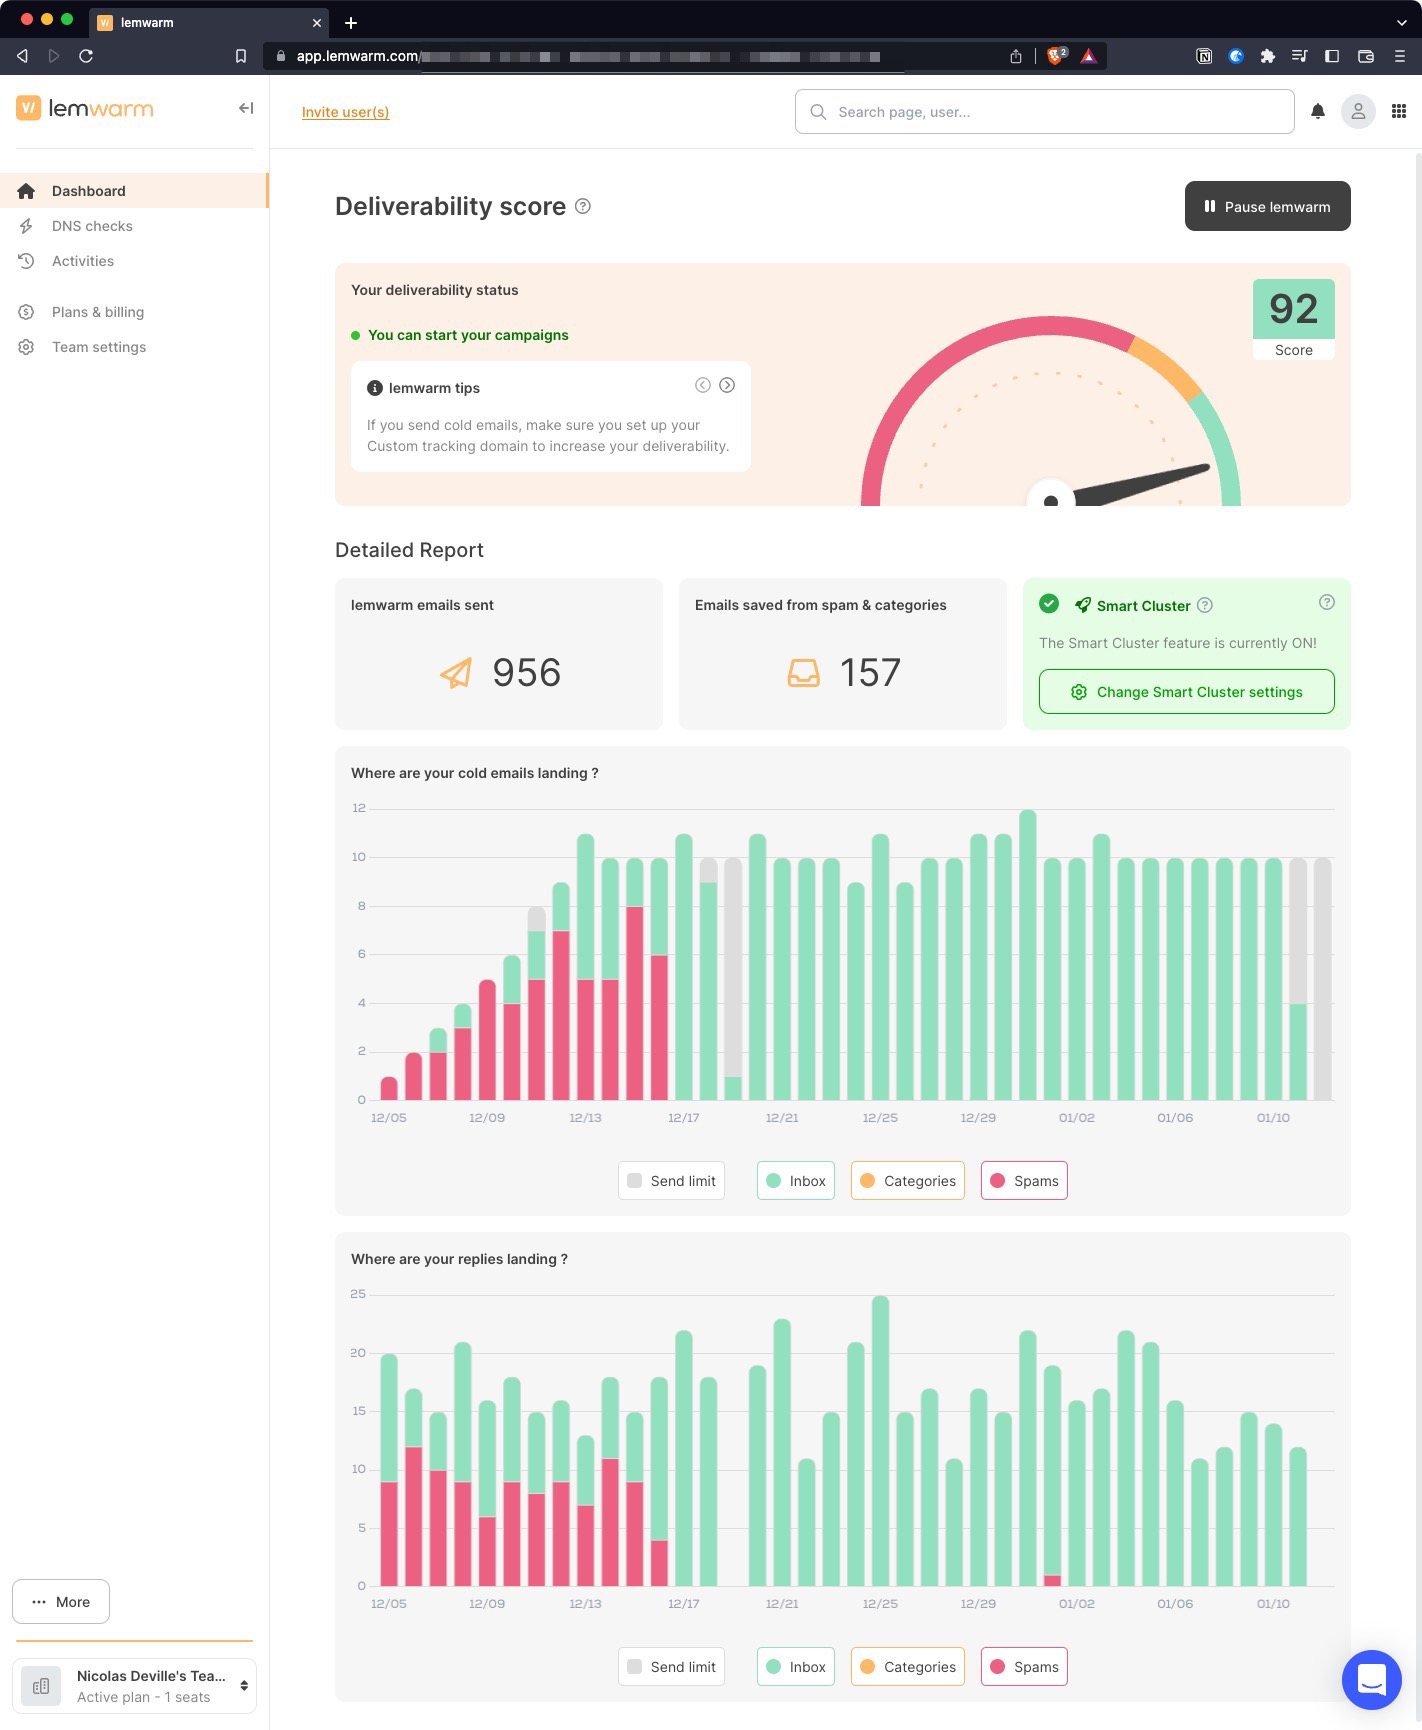 lemwarm
app.lemwarm.com/
2
lemwarm
Invite user(s)
Search page, user...
Dashboard
DNS checks
Activities
Plans & billing
Team settings
Deliverability score
Pause lemwarm
Your deliverability status
92
Score
You can start your campaigns
lemwarm tips
If you send cold emails, make sure you set up your
Custom tracking domain to increase your deliverability.
Detailed Report
lemwarm emails sent
956
Emails saved from spam & categories
157
Smart Cluster
The Smart Cluster feature is currently ON!
Change Smart Cluster settings
Where are your cold emails landing ?
12
10
8
6
4
2
0
12/05 12/09 12/13 12/17 12/21 12/25 12/29 01/02 01/06 01/10
Send limit Inbox Categories Spams
Where are your replies landing ?
25
20
15
10
5
0
12/05 12/09 12/13 12/17 12/21 12/25 12/29 01/02 01/06 01/10
Send limit Inbox Categories Spams
More
Nicolas Deville's Tea...
Active plan - 1 seats